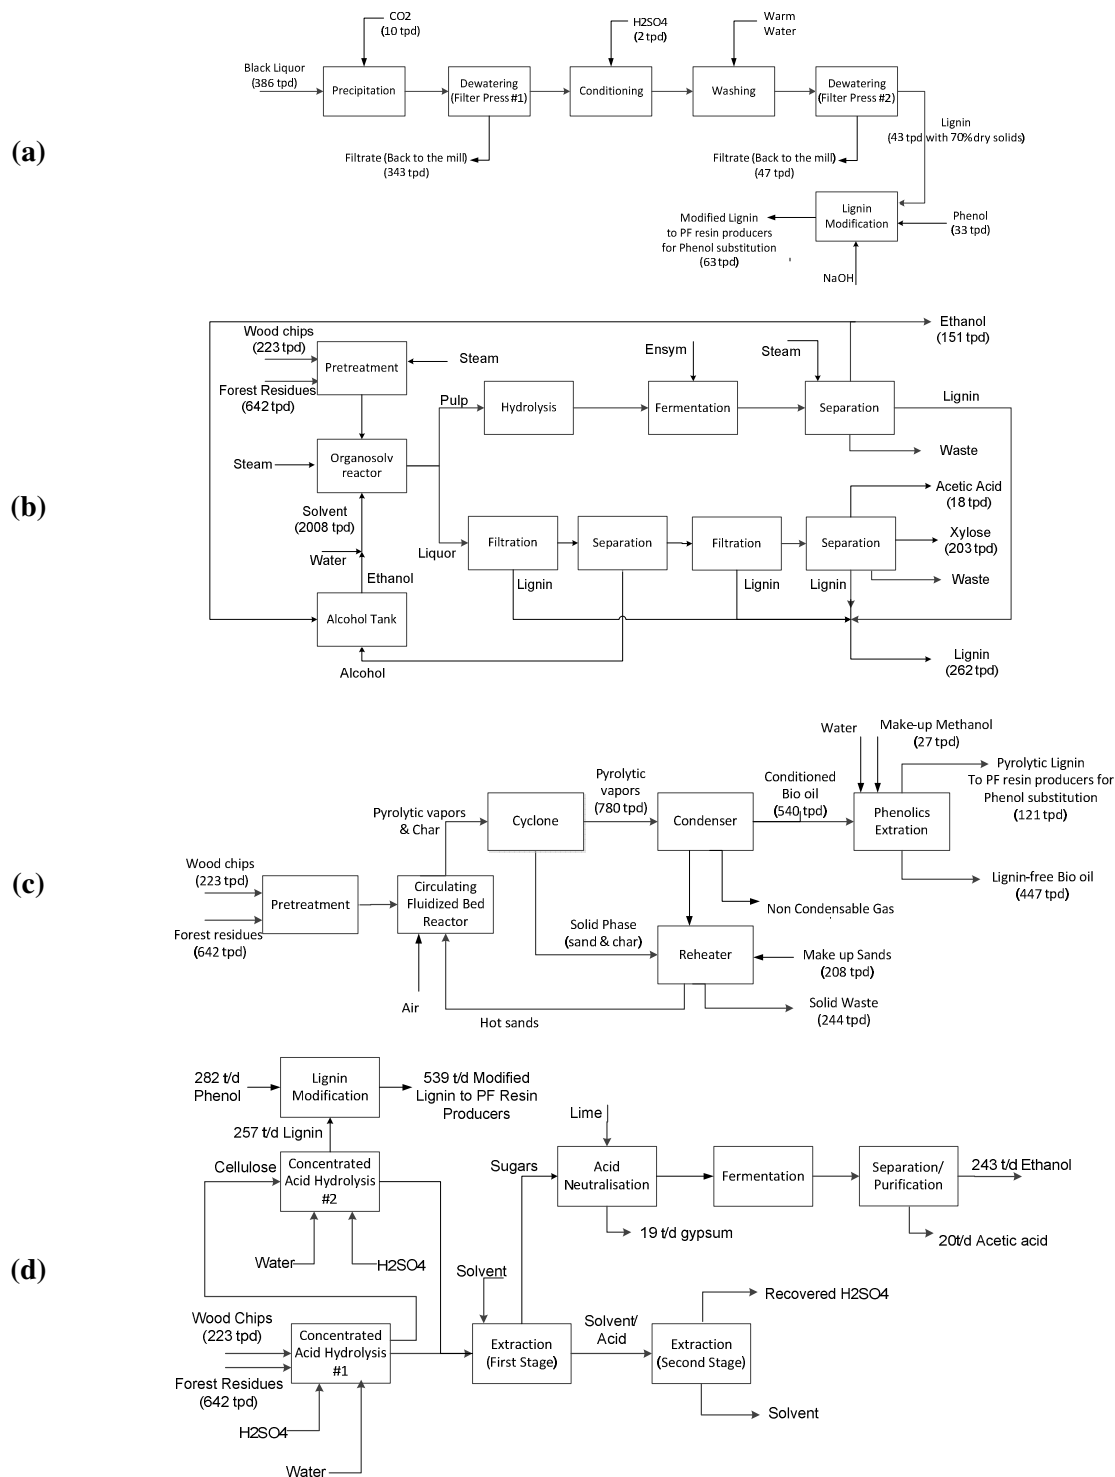 (a)
CO2
(10 tpd)
H2SO4
(2 tpd)
Warm
Water
Black Liquor
(386 tpd)
Precipitation
Dewatering
(Filter Press #1)
Conditioning
Washing
Dewatering
(Filter Press #2)
Lignin
(43 tpd with 70% dry solids)
Filtrate (Back to the mill)
(343 tpd)
Filtrate (Back to the mill)
(47 tpd)
Lignin
Modification
Phenol
(33 tpd)
Modified Lignin
to PF resin producers
for Phenol substitution
(63 tpd)
NaOH
(b)
Ethanol
(151 tpd)
Wood chips
(223 tpd)
Pretreatment
Steam
Forest Residues
(642 tpd)
Ensym
Steam
Pulp
Hydrolysis
Fermentation
Separation
Lignin
Waste
Steam
Organosolv
reactor
Solvent
(2008 tpd)
Water
Ethanol
Alcohol Tank
Alcohol
Liquor
Filtration
Separation
Filtration
Separation
Acetic Acid
(18 tpd)
Xylose
(203 tpd)
Waste
Lignin
Lignin
Lignin
Lignin
(262 tpd)
(c)
Water
Make-up Methanol
(27 tpd)
Pyrolytic vapors
& Char
Cyclone
Pyrolytic
vapors
(780 tpd)
Condenser
Conditioned
Bio oil
(540 tpd)
Phenolics
Extration
Pyrolytic Lignin
To PF resin producers for
Phenol substitution
(121 tpd)
Lignin-free Bio oil
(447 tpd)
Wood chips
(223 tpd)
Forest residues
(642 tpd)
Pretreatment
Circulating
Fluidized Bed
Reactor
Air
Solid Phase
(sand & char)
Non Condensable Gas
Reheater
Make up Sands
(208 tpd)
Solid Waste
(244 tpd)
Hot sands
(d)
282 t/d
Phenol
Lignin
Modification
539 t/d Modified
Lignin to PF Resin
Producers
257 t/d Lignin
Cellulose
Concentrated
Acid Hydrolysis
#2
Water
H2SO4
Lime
Sugars
Acid
Neutralisation
Fermentation
Separation/
Purification
243 t/d Ethanol
19 t/d gypsum
20t/d Acetic acid
Solvent
Wood Chips
(223 tpd)
Forest Residues
(642 tpd)
Concentrated
Acid Hydrolysis
#1
H2SO4
Water
Extraction
(First Stage)
Solvent/
Acid
Extraction
(Second Stage)
Recovered H2SO4
Solvent